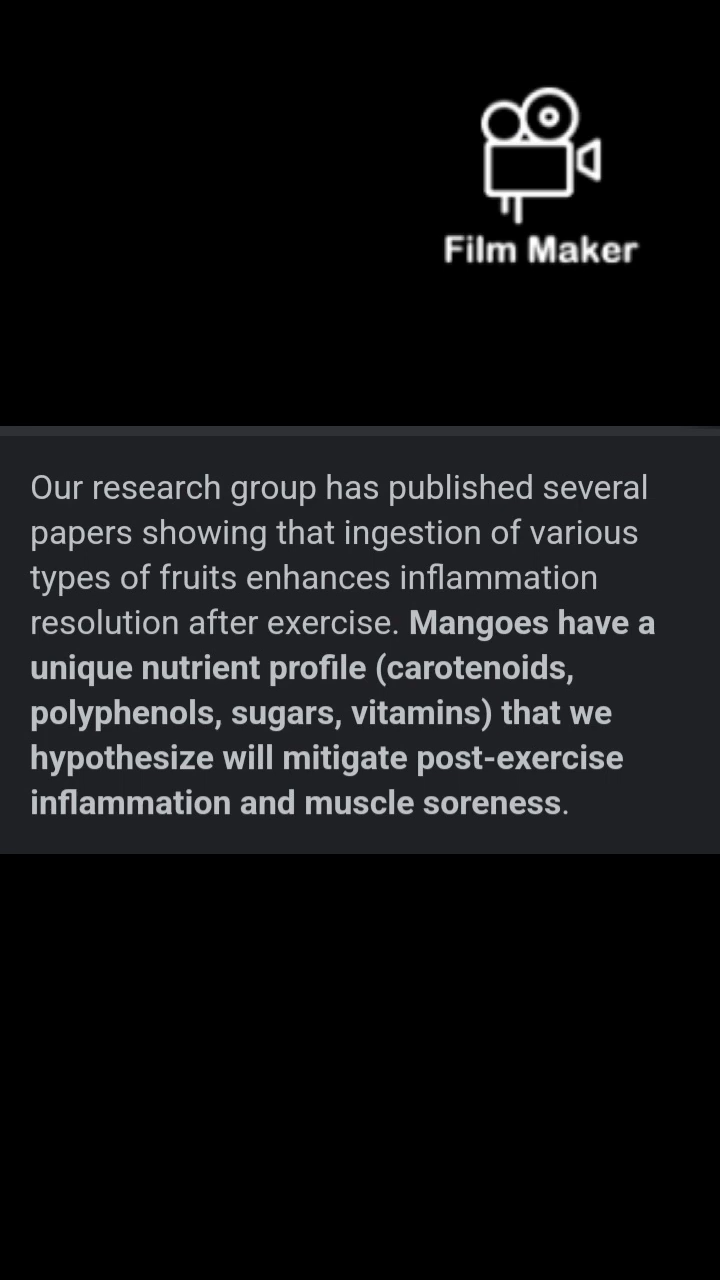 Film Maker
Our research group has published several
papers showing that ingestion of various
types of fruits enhances inflammation
resolution after exercise. Mangoes have a
unique nutrient profile (carotenoids,
polyphenols, sugars, vitamins) that we
hypothesize will mitigate post-exercise
inflammation and muscle soreness.